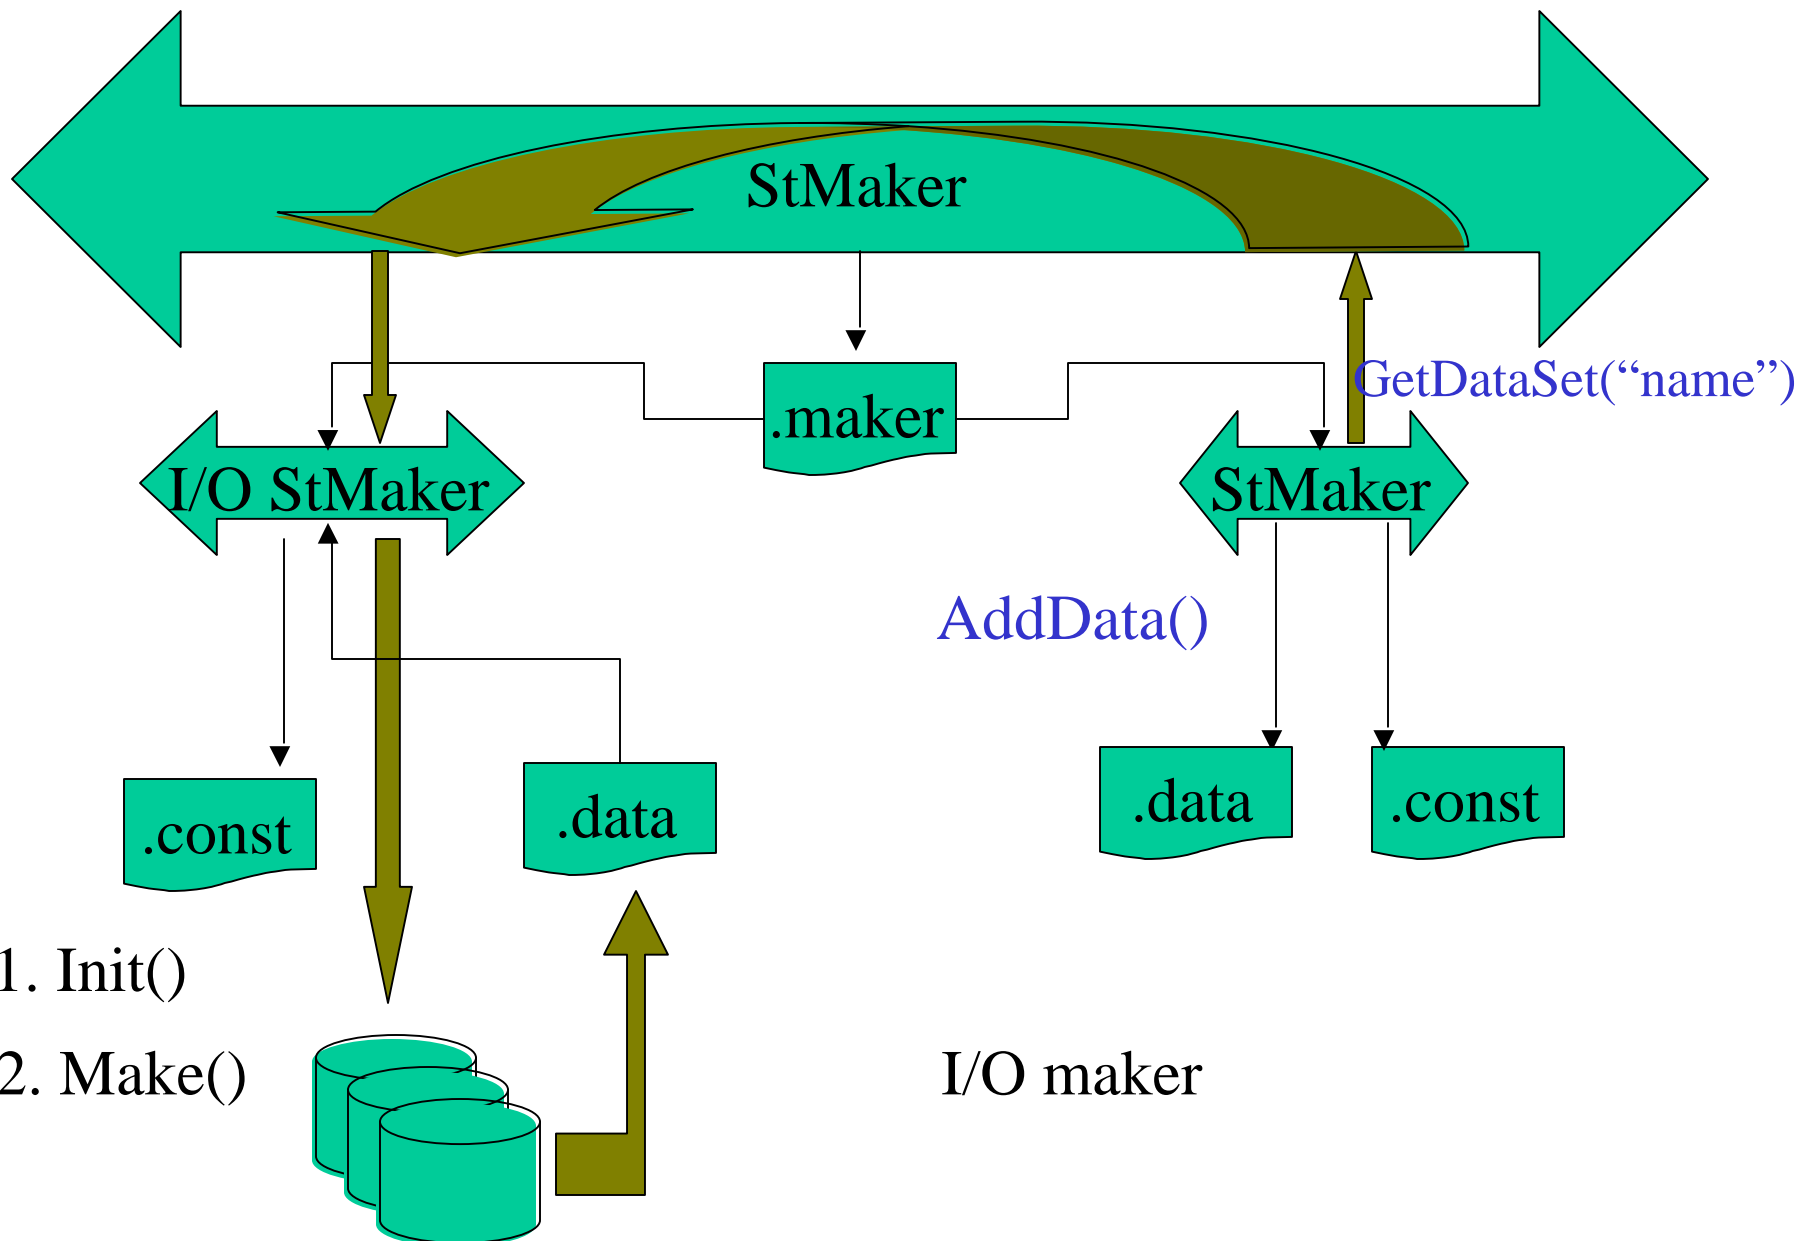 StMaker
GetDataSet(“name”)
.maker
I/O StMaker
StMaker
AddData()
.data
.const
.data
.const
1. Init()
2. Make()
I/O maker